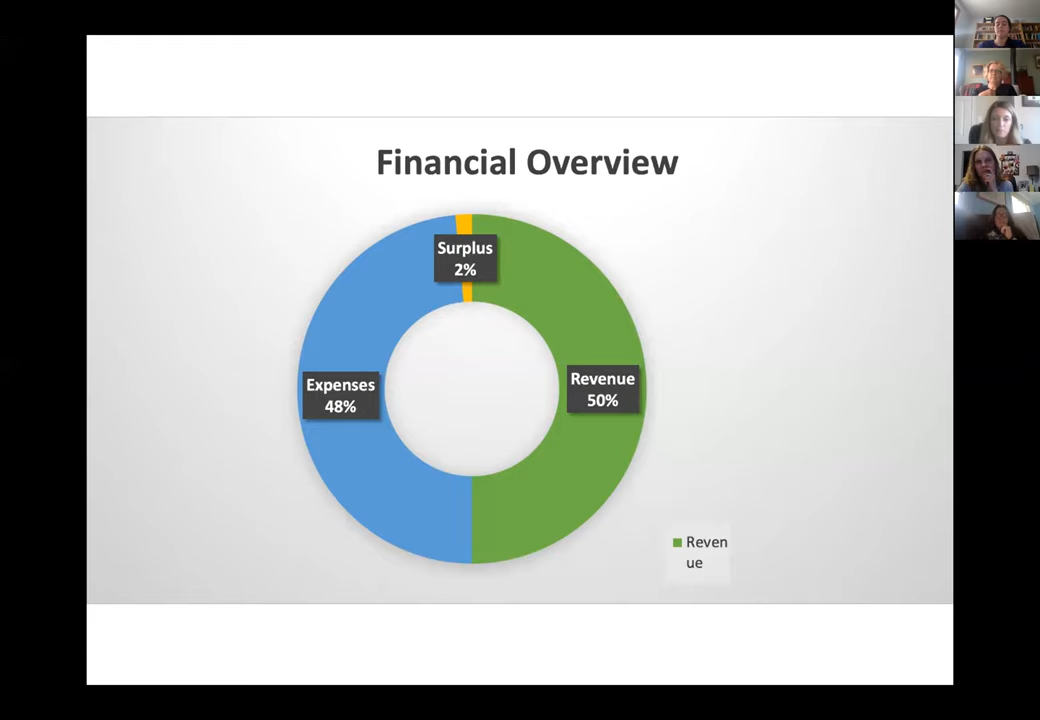 Financial Overview
Surplus
2%
Expenses
48%
Revenue
50%
Reven
ue